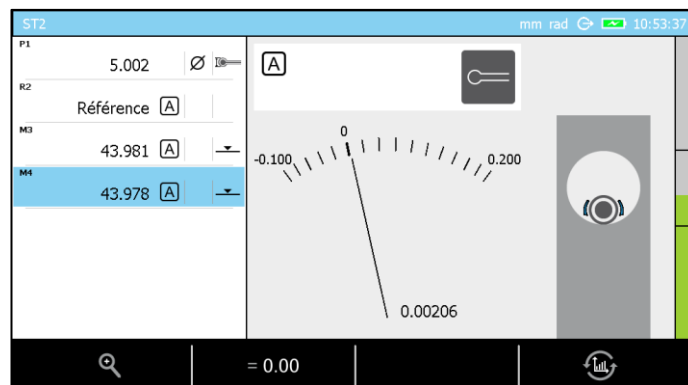 ST2
mm rad 10:53:37
P1
5.002 Ø
R2
Référence A
M3
43.981 A
M4
43.978 A
A
-0.100 0 0.200
0.00206
= 0.00